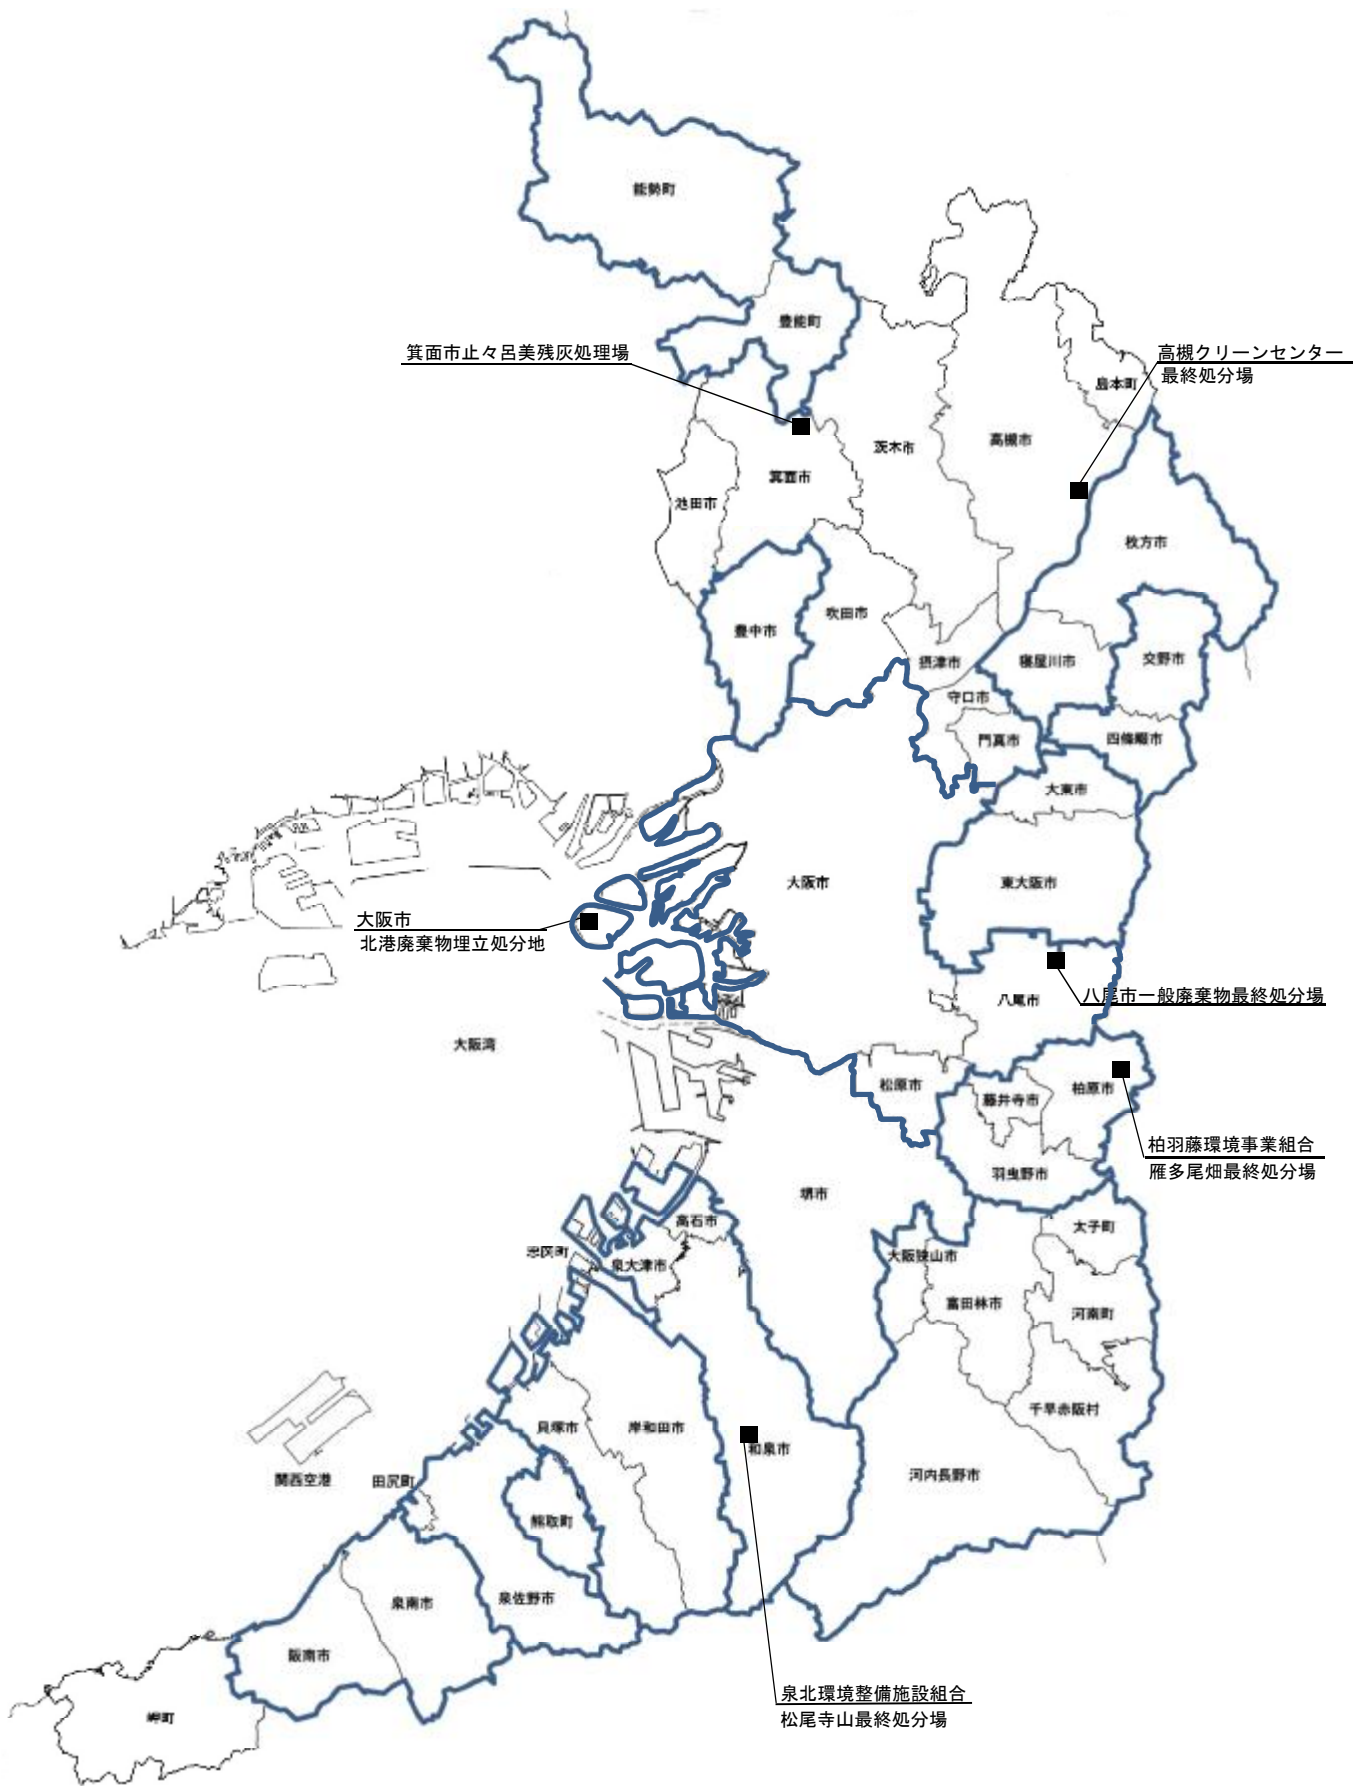 能勢町
豊能町
箕面市止々呂美残灰処理場
高槻クリーンセンター
最終処分場
島本町
高槻市
茨木市
箕面市
池田市
枚方市
吹田市
豊中市
摂津市
寝屋川市
交野市
守口市
門真市
四條畷市
大東市
大阪市
東大阪市
大阪市
北港廃棄物埋立処分地
八尾市一般廃棄物最終処分場
八尾市
大阪湾
松原市
藤井寺市
柏原市
柏羽藤環境事業組合
雁多尾畑最終処分場
羽曳野市
堺市
高石市
太子町
忠岡町
泉大津市
大阪狭山市
富田林市
河南町
千早赤阪村
貝塚市
岸和田市
和泉市
河内長野市
関西空港
田尻町
熊取町
泉佐野市
泉南市
阪南市
岬町
泉北環境整備施設組合
松尾寺山最終処分場